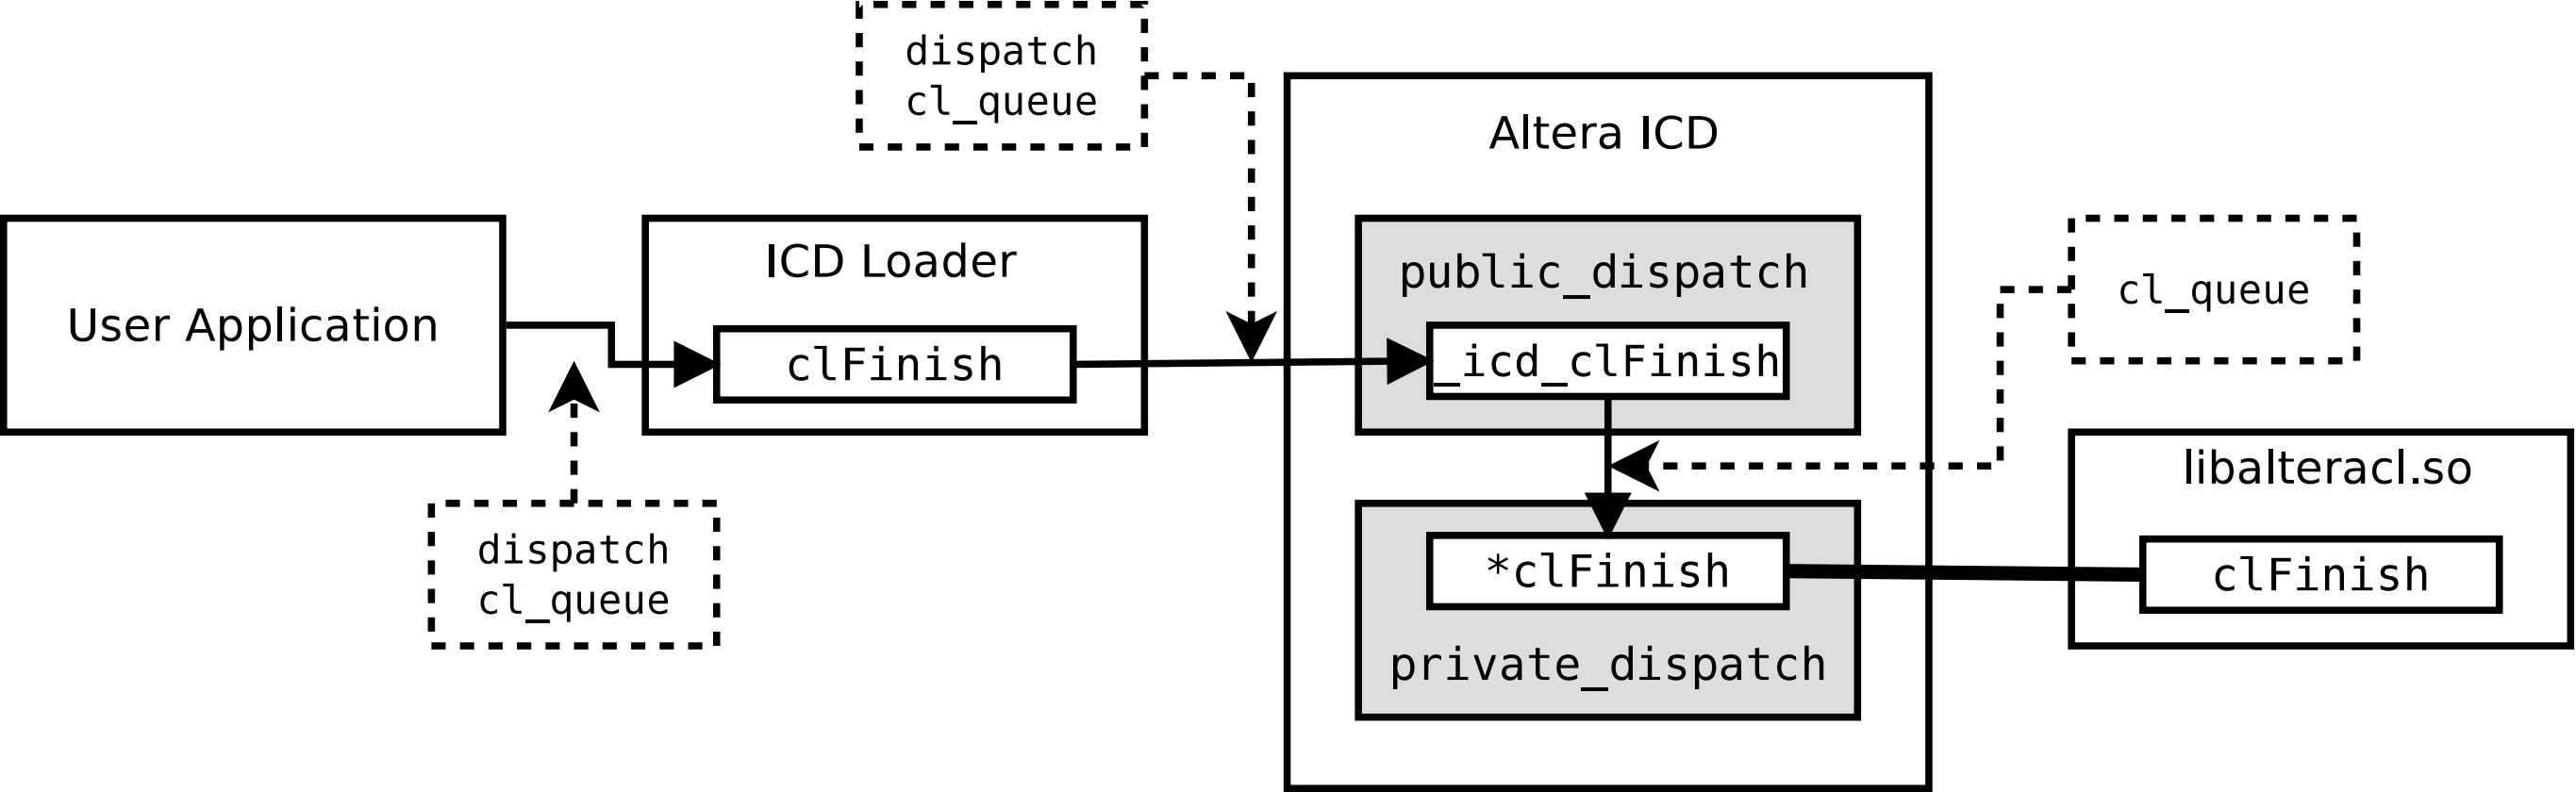 dispatch
cl_queue
Altera ICD
User Application
ICD Loader
clFinish
public_dispatch
_icd_clFinish
cl_queue
dispatch
cl_queue
*clFinish
private_dispatch
libalteracl.so
clFinish